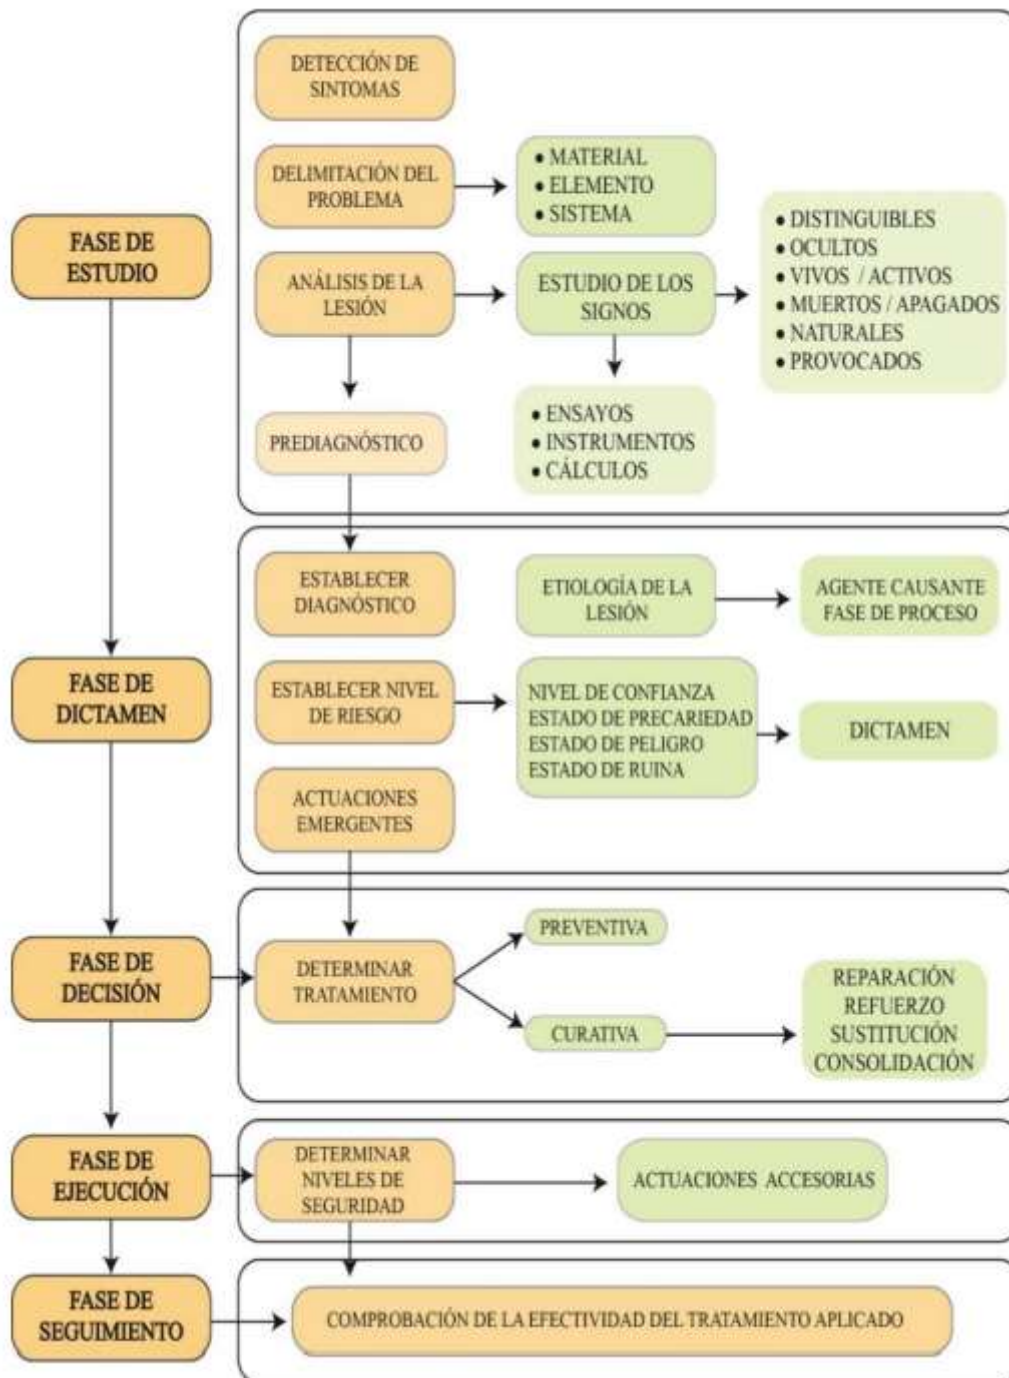 DETECCIÓN DE
SINTOMAS
DELIMITACIÓN DEL
PROBLEMA
• MATERIAL
• ELEMENTO
• SISTEMA
FASE DE
ESTUDIO
ANÁLISIS DE LA
LESIÓN
ESTUDIO DE LOS
SIGNOS
• DISTINGUIBLES
• OCULTOS
• VIVOS / ACTIVOS
• MUERTOS / APAGADOS
• NATURALES
• PROVOCADOS
PREDIAGNÓSTICO
• ENSAYOS
• INSTRUMENTOS
• CÁLCULOS
FASE DE
DICTAMEN
ESTABLECER
DIAGNÓSTICO
ETIOLOGÍA DE LA
LESIÓN
AGENTE CAUSANTE
FASE DE PROCESO
ESTABLECER NIVEL
DE RIESGO
NIVEL DE CONFIANZA
ESTADO DE PRECARIEDAD
ESTADO DE PELIGRO
ESTADO DE RUINA
DICTAMEN
ACTUACIONES
EMERGENTES
FASE DE
DECISIÓN
DETERMINAR
TRATAMIENTO
PREVENTIVA
CURATIVA
REPARACIÓN
REFUERZO
SUSTITUCIÓN
CONSOLIDACIÓN
FASE DE
EJECUCIÓN
DETERMINAR
NIVELES DE
SEGURIDAD
ACTUACIONES ACCESORIAS
FASE DE
SEGUIMIENTO
COMPROBACIÓN DE LA EFECTIVIDAD DEL TRATAMIENTO APLICADO